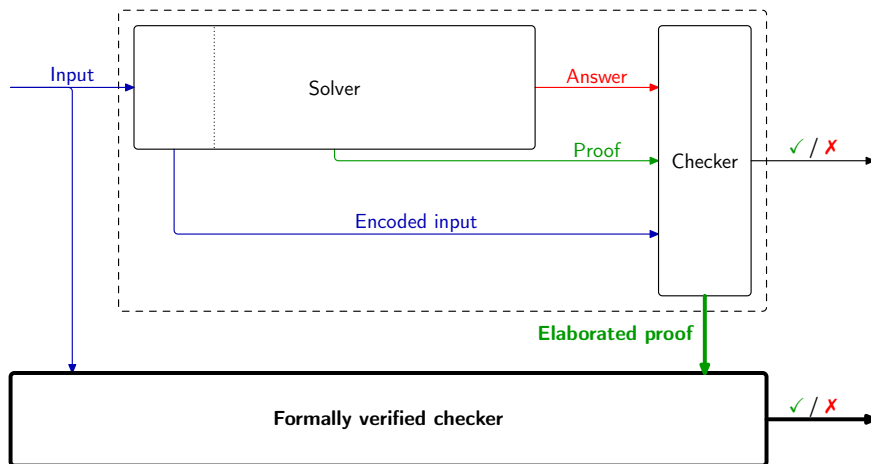 Input
Solver
Answer
Proof
Checker
✓ / ✗
Encoded input
Elaborated proof
Formally verified checker
✓ / ✗